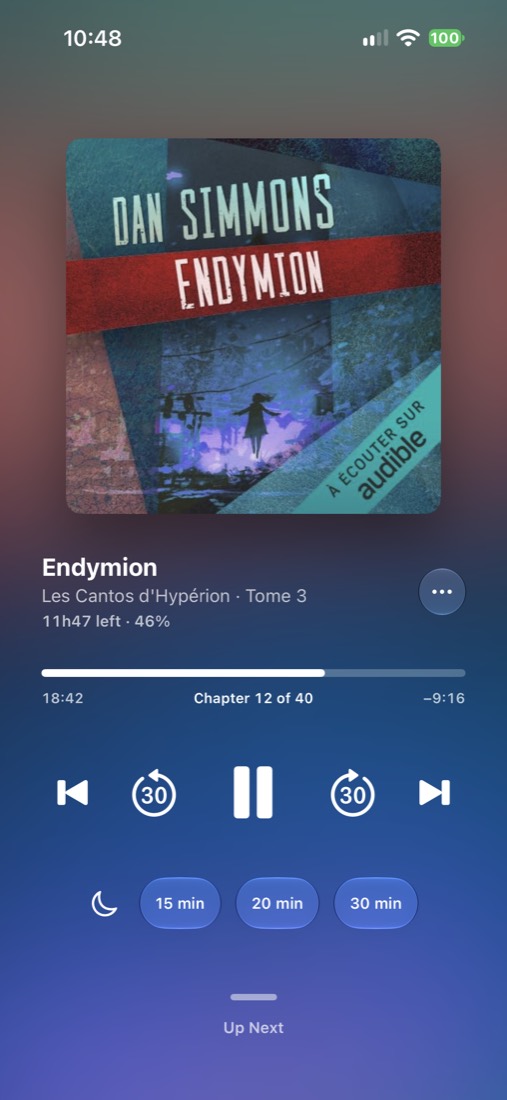 10:48
100
DAN SIMMONS
ENDYMION
À ÉCOUTER SUR
audible
Endymion
Les Cantos d'Hypérion · Tome 3
11h47 left · 46%
18:42
Chapter 12 of 40
–9:16
30
30
15 min
20 min
30 min
Up Next